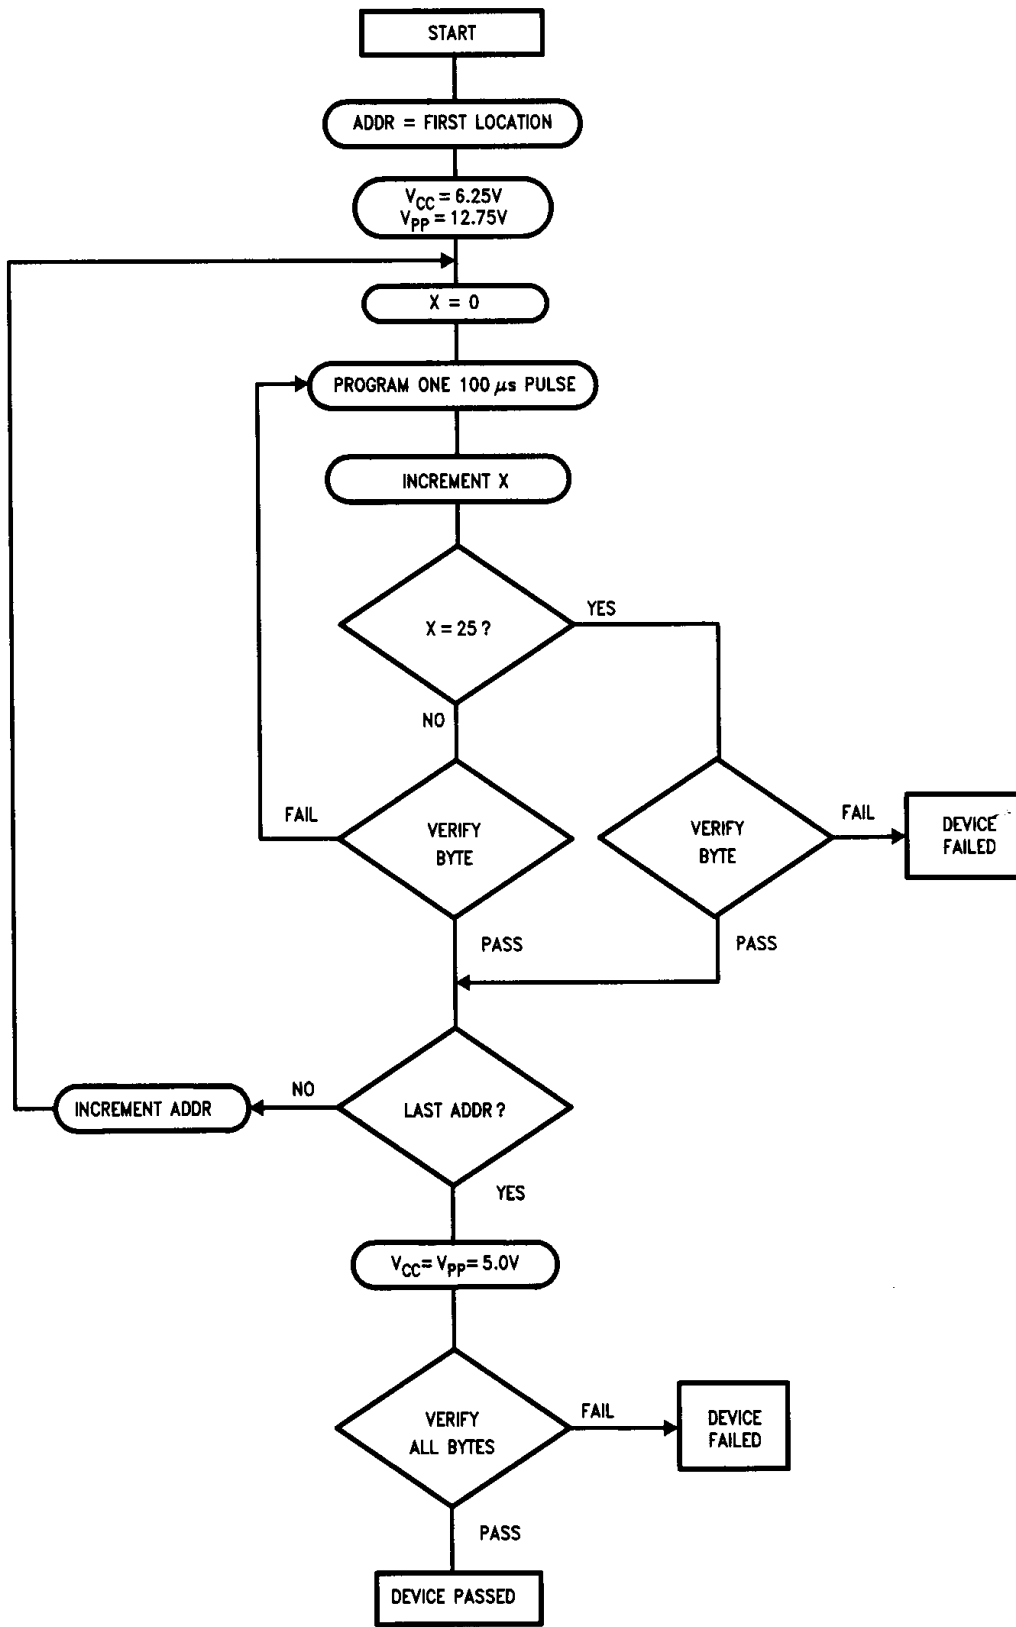 START
ADDR = FIRST LOCATION
VCC = 6.25V
VPP = 12.75V
X = 0
PROGRAM ONE 100 μs PULSE
INCREMENT X
X = 25 ?
YES
NO
FAIL
VERIFY
BYTE
VERIFY
BYTE
FAIL
DEVICE
FAILED
PASS
PASS
INCREMENT ADDR
NO
LAST ADDR ?
YES
VCC = VPP = 5.0V
VERIFY
ALL BYTES
FAIL
DEVICE
FAILED
PASS
DEVICE PASSED